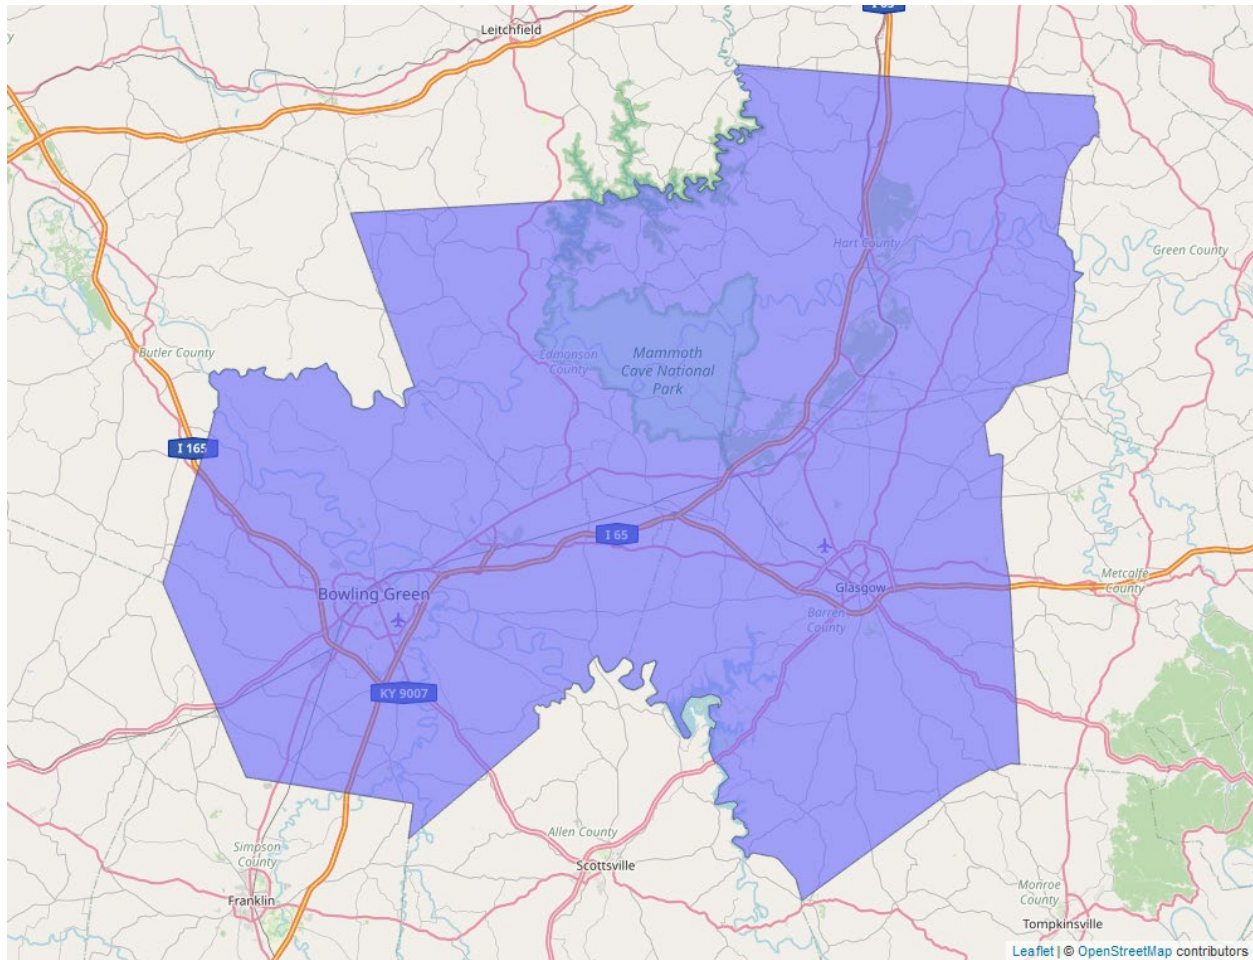 I 65
Leitchfield
Hart County
Green County
Butler County
Edmonson
County
Mammoth
Cave National
Park
I 165
I 65
Bowling Green
Glasgow
Metcalfe
County
Barren
County
KY 9007
Allen County
Scottsville
Simpson
County
Franklin
Monroe
County
Tompkinsville
Leaflet | © OpenStreetMap contributors